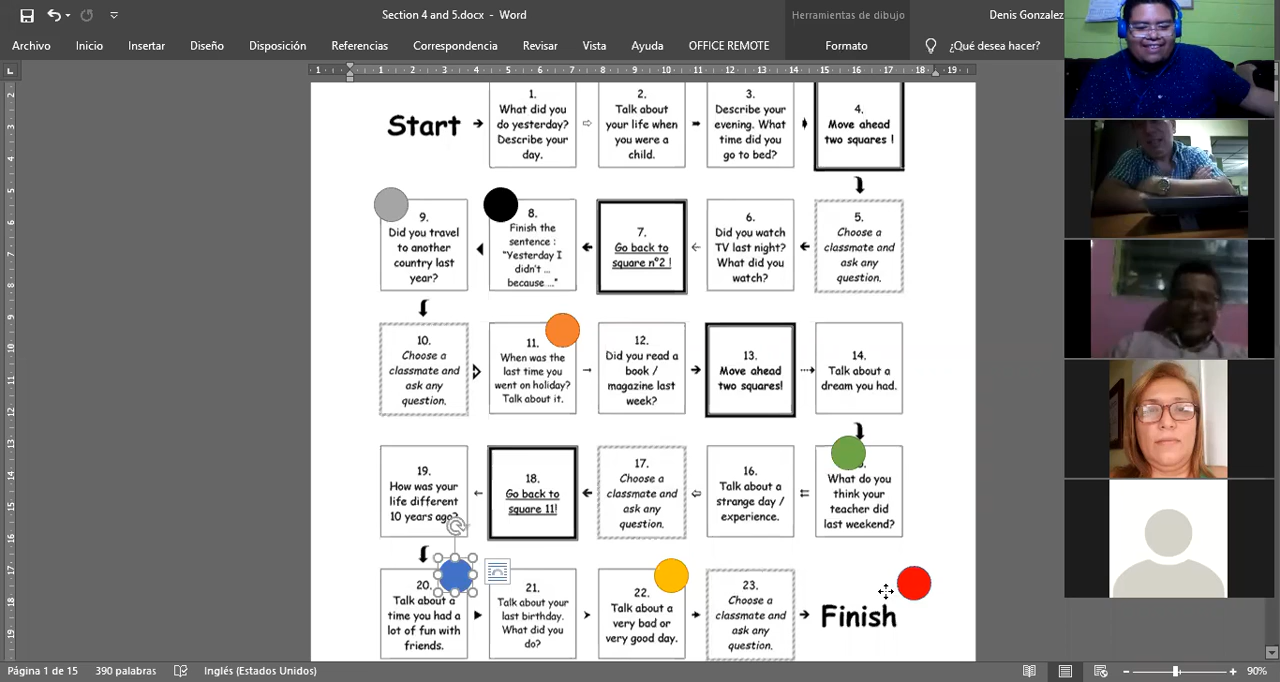 Section 4 and 5.docx - Word
Herramientas de dibujo
Denis Gonzalez
Archivo Inicio Insertar Diseño Disposición Referencias Correspondencia Revisar Vista Ayuda OFFICE REMOTE Formato ¿Qué desea hacer?
Start
1.
What did you
do yesterday?
Describe your
day.
2.
Talk about
your life when
you were a
child.
3.
Describe your
evening. What
time did you
go to bed?
4.
Move ahead
two squares !
9.
Did you travel
to another
country last
year?
8.
Finish the
sentence :
"Yesterday I
didn't ...
because ..."
7.
Go back to
square n°2 !
6.
Did you watch
TV last night?
What did you
watch?
5.
Choose a
classmate and
ask any
question.
10.
Choose a
classmate and
ask any
question.
11.
When was the
last time you
went on holiday?
Talk about it.
12.
Did you read a
book /
magazine last
week?
13.
Move ahead
two squares!
14.
Talk about a
dream you had.
19.
How was your
life different
10 years ago?
18.
Go back to
square 11!
17.
Choose a
classmate and
ask any
question.
16.
Talk about a
strange day /
experience.
What do you
think your
teacher did
last weekend?
20.
Talk about a
time you had a
lot of fun with
friends.
21.
Talk about your
last birthday.
What did you
do?
22.
Talk about a
very bad or
very good day.
23.
Choose a
classmate and
ask any
question.
Finish
Página 1 de 15 390 palabras Inglés (Estados Unidos) 90%